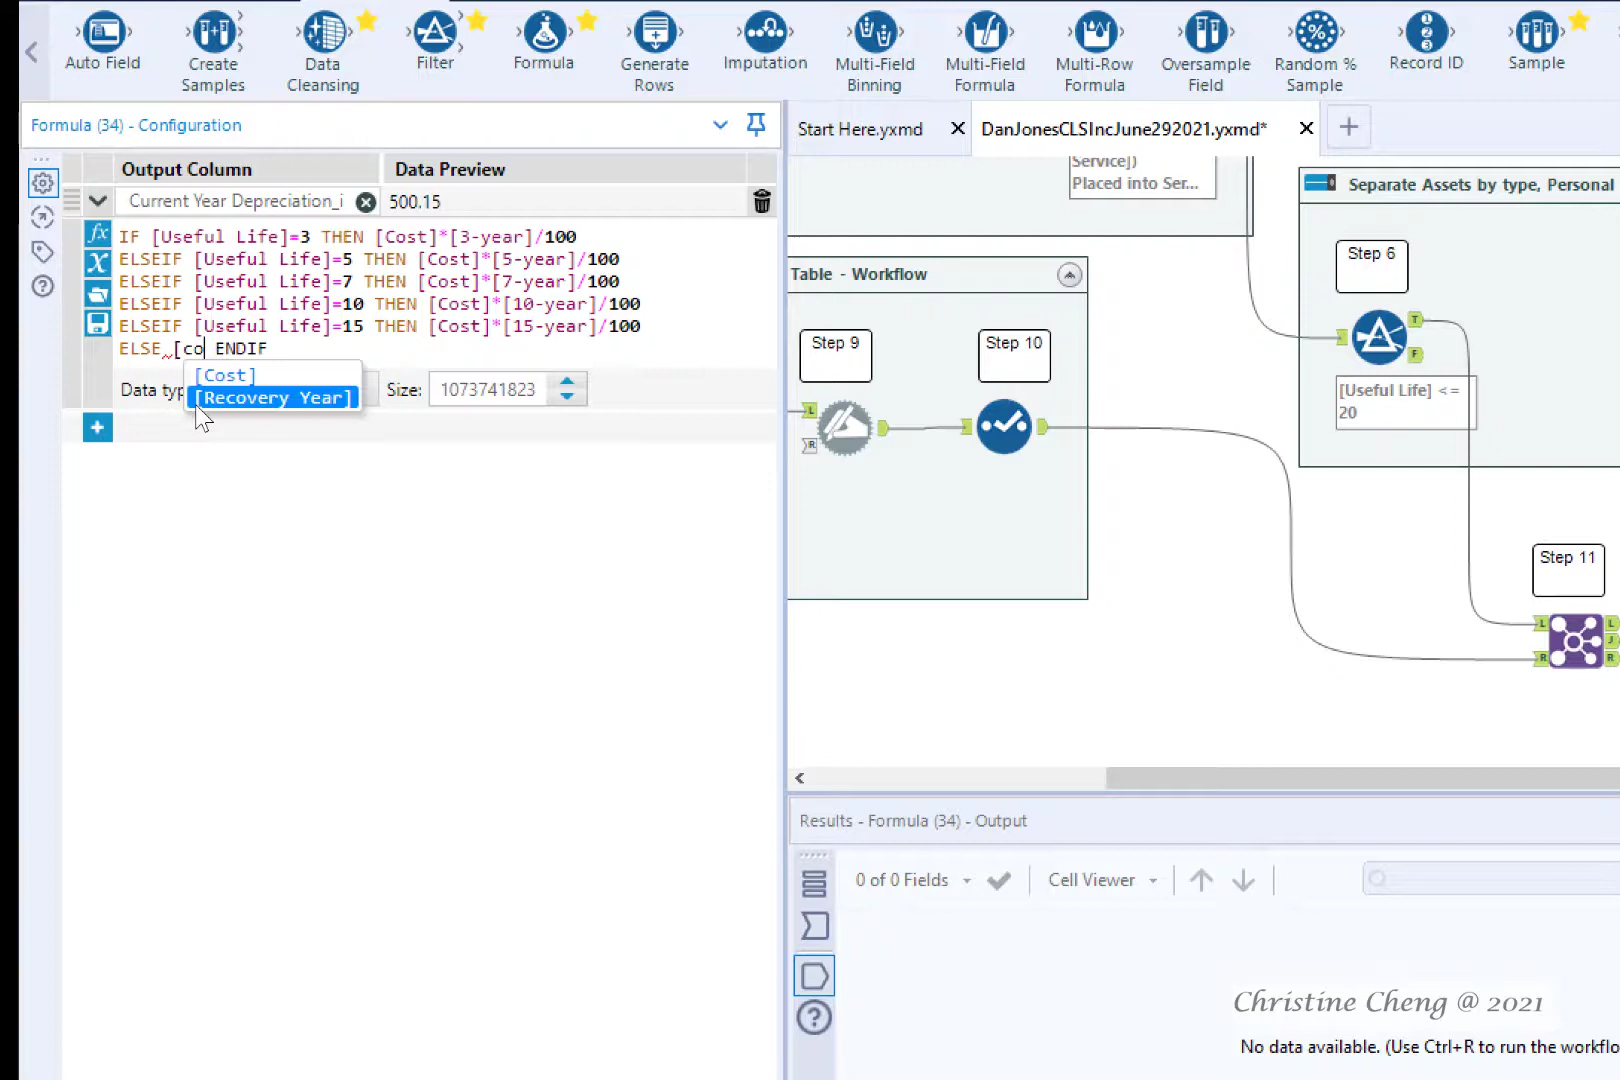 Auto Field
Create Samples
Data Cleansing
Filter
Formula
Generate Rows
Imputation
Multi-Field Binning
Multi-Field Formula
Multi-Row Formula
Oversample Field
Random % Sample
Record ID
Sample
Formula (34) - Configuration
Start Here.yxmd
DanJonesCLSIncJune292021.yxmd*
Output Column
Data Preview
Current Year Depreciation_i
500.15
IF [Useful Life]=3 THEN [Cost]*[3-year]/100
ELSEIF [Useful Life]=5 THEN [Cost]*[5-year]/100
ELSEIF [Useful Life]=7 THEN [Cost]*[7-year]/100
ELSEIF [Useful Life]=10 THEN [Cost]*[10-year]/100
ELSEIF [Useful Life]=15 THEN [Cost]*[15-year]/100
ELSE [co ENDIF
[Cost]
[Recovery Year]
Data typ
Size:
1073741823
Service])
Placed into Ser...
Separate Assets by type, Personal
Step 6
T
F
[Useful Life] <=
20
Table - Workflow
Step 9
Step 10
L
R
Step 11
L
R
L
J
R
Results - Formula (34) - Output
0 of 0 Fields
Cell Viewer
Christine Cheng @ 2021
No data available. (Use Ctrl+R to run the workflo